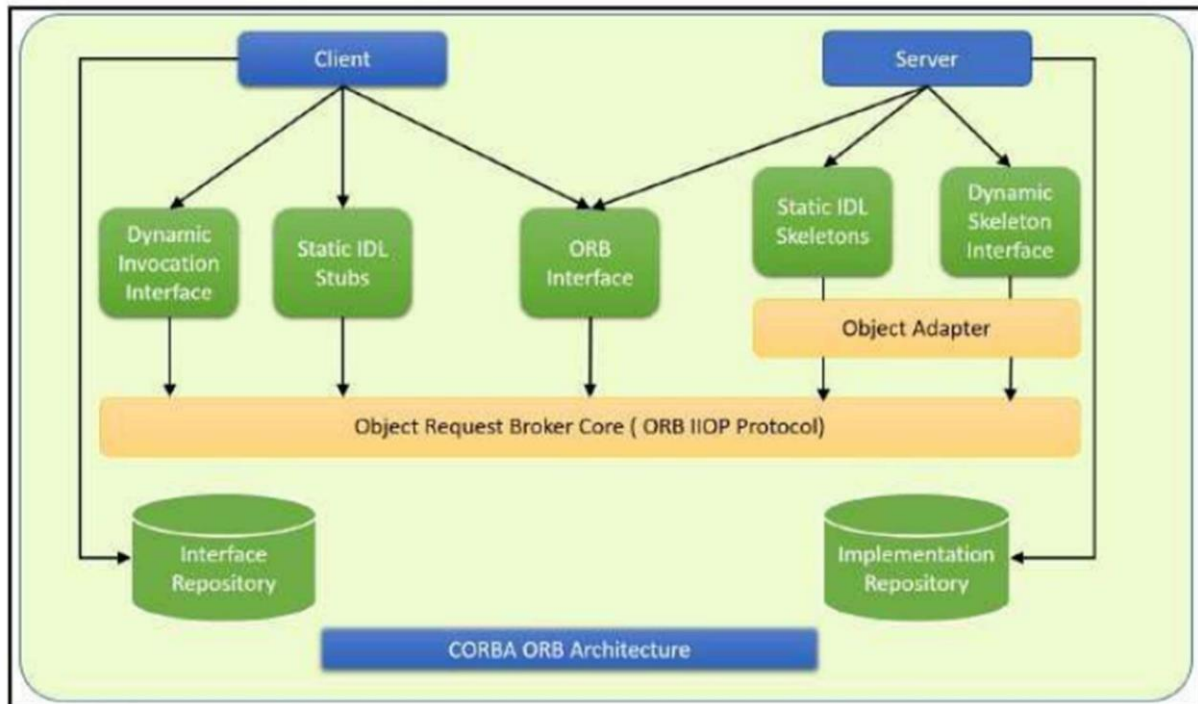 Client
Server
Dynamic
Invocation
Interface
Static IDL
Stubs
ORB
Interface
Static IDL
Skeletons
Dynamic
Skeleton
Interface
Object Adapter
Object Request Broker Core ( ORB IIOP Protocol)
Interface
Repository
Implementation
Repository
CORBA ORB Architecture